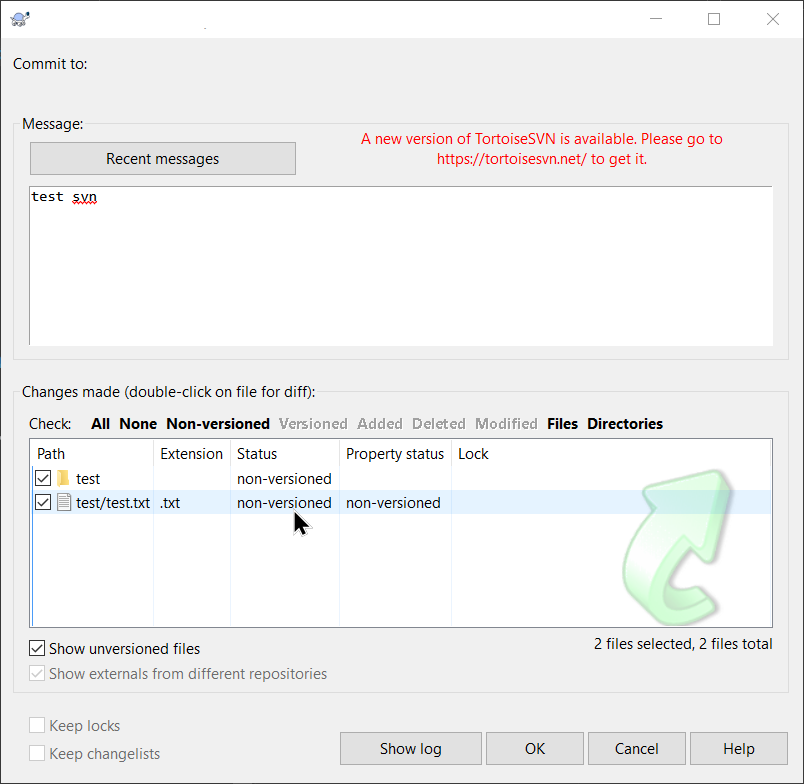 Commit to:
Message:
Recent messages
A new version of TortoiseSVN is available. Please go to
https://tortoisesvn.net/ to get it.
test svn
Changes made (double-click on file for diff):
Check: All None Non-versioned Versioned Added Deleted Modified Files Directories
Path Extension Status Property status Lock
test non-versioned
test/test.txt .txt non-versioned non-versioned
Show unversioned files
2 files selected, 2 files total
Show externals from different repositories
Keep locks
Keep changelists
Show log OK Cancel Help